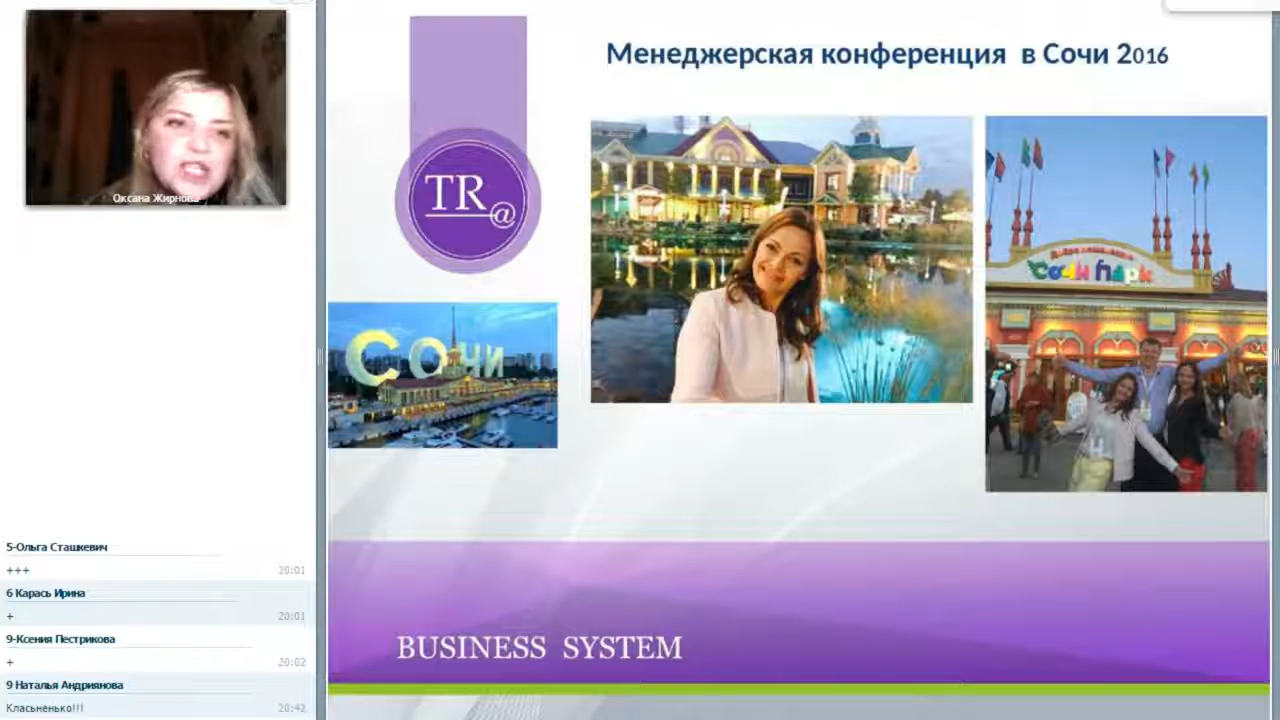 Оксана Жирнова
Менеджерская конференция в Сочи 2016
TR@
СОЧИ
Сочи Парк
BUSINESS SYSTEM
5-Ольга Сташкевич
+++ 20:01
6 Карась Ирина
+ 20:01
9-Ксения Пестрикова
+ 20:02
9 Наталья Андриянова
Класьненько!!! 20:42